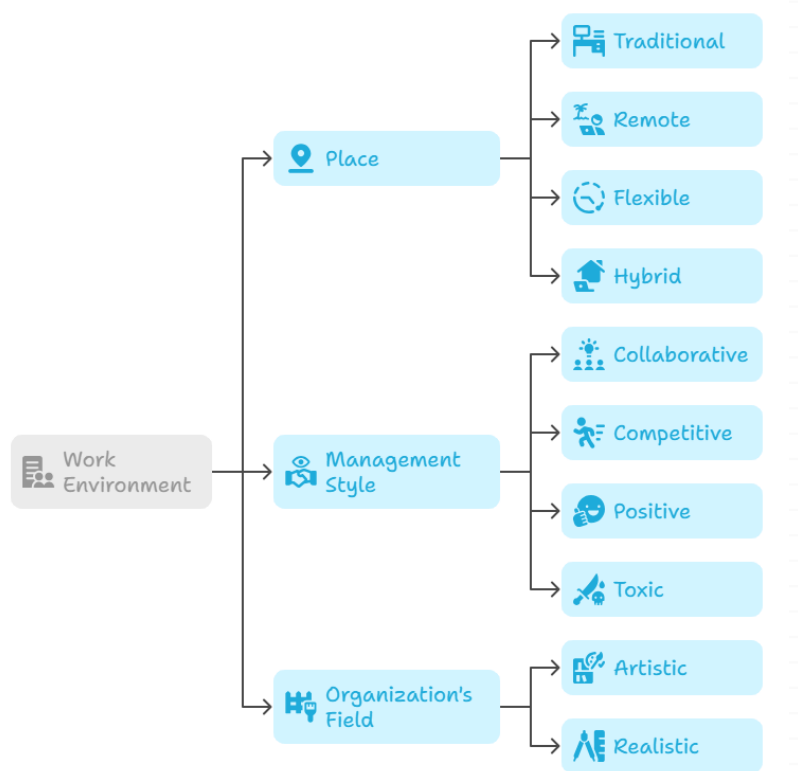 Work
Environment
Place
Traditional
Remote
Flexible
Hybrid
Management
Style
Collaborative
Competitive
Positive
Toxic
Organization's
Field
Artistic
Realistic